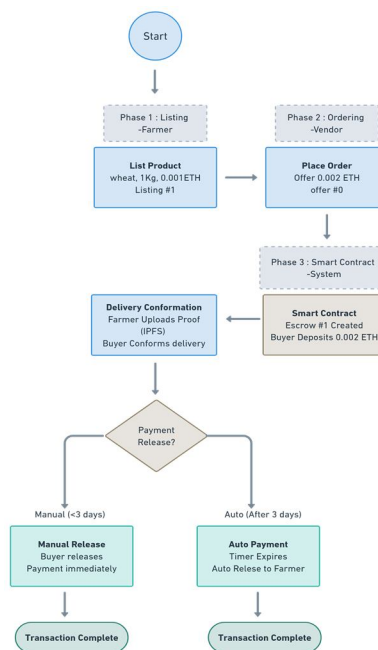 Start
Phase 1 : Listing
-Farmer
Phase 2 : Ordering
-Vendor
List Product
wheat, 1Kg, 0.001ETH
Listing #1
Place Order
Offer 0.002 ETH
offer #0
Phase 3 : Smart Contract
-System
Delivery Conformation
Farmer Uploads Proof
(IPFS)
Buyer Conforms delivery
Smart Contract
Escrow #1 Created
Buyer Deposits 0.002 ETH
Payment
Release?
Manual (<3 days)
Auto (After 3 days)
Manual Release
Buyer releases
Payment immediately
Auto Payment
Timer Expires
Auto Relese to Farmer
Transaction Complete
Transaction Complete